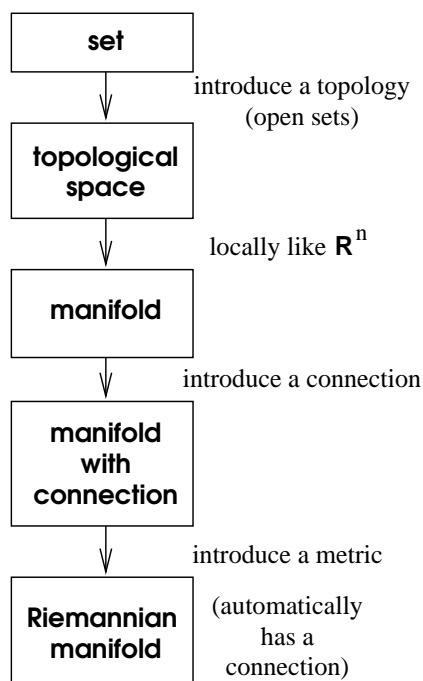 set
introduce a topology
(open sets)
topological
space
locally like R^n
manifold
introduce a connection
manifold
with
connection
introduce a metric
Riemannian
manifold
(automatically
has a
connection)